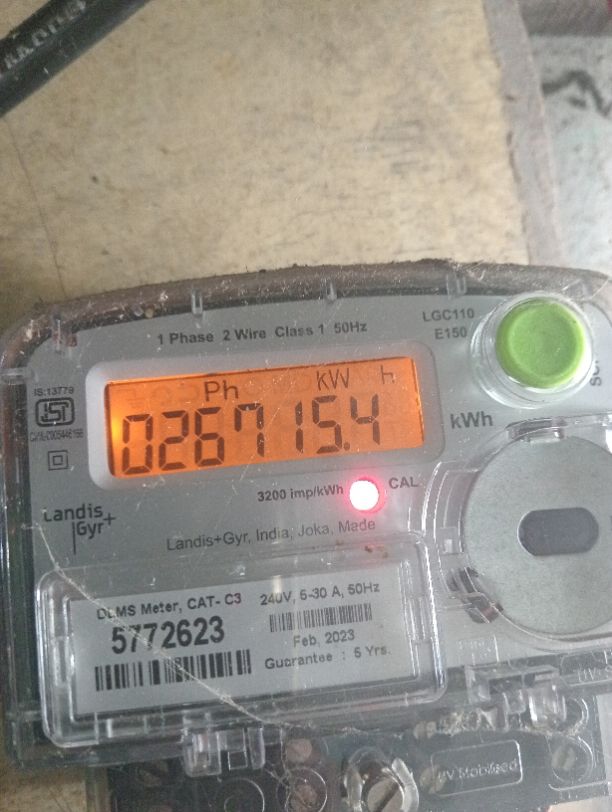 1 Phase 2 Wire Class 1 50Hz
LGC110
E150
IS:13779
Ph kW h
026715.4
kWh
3200 imp/kWh
CAL
Landis
Gyr+
Landis+Gyr, India, Joka, Made
DLMS Meter, CAT- C3
240V, 5-30 A, 50Hz
5772623
Feb, 2023
Guarantee : 5 Yrs.